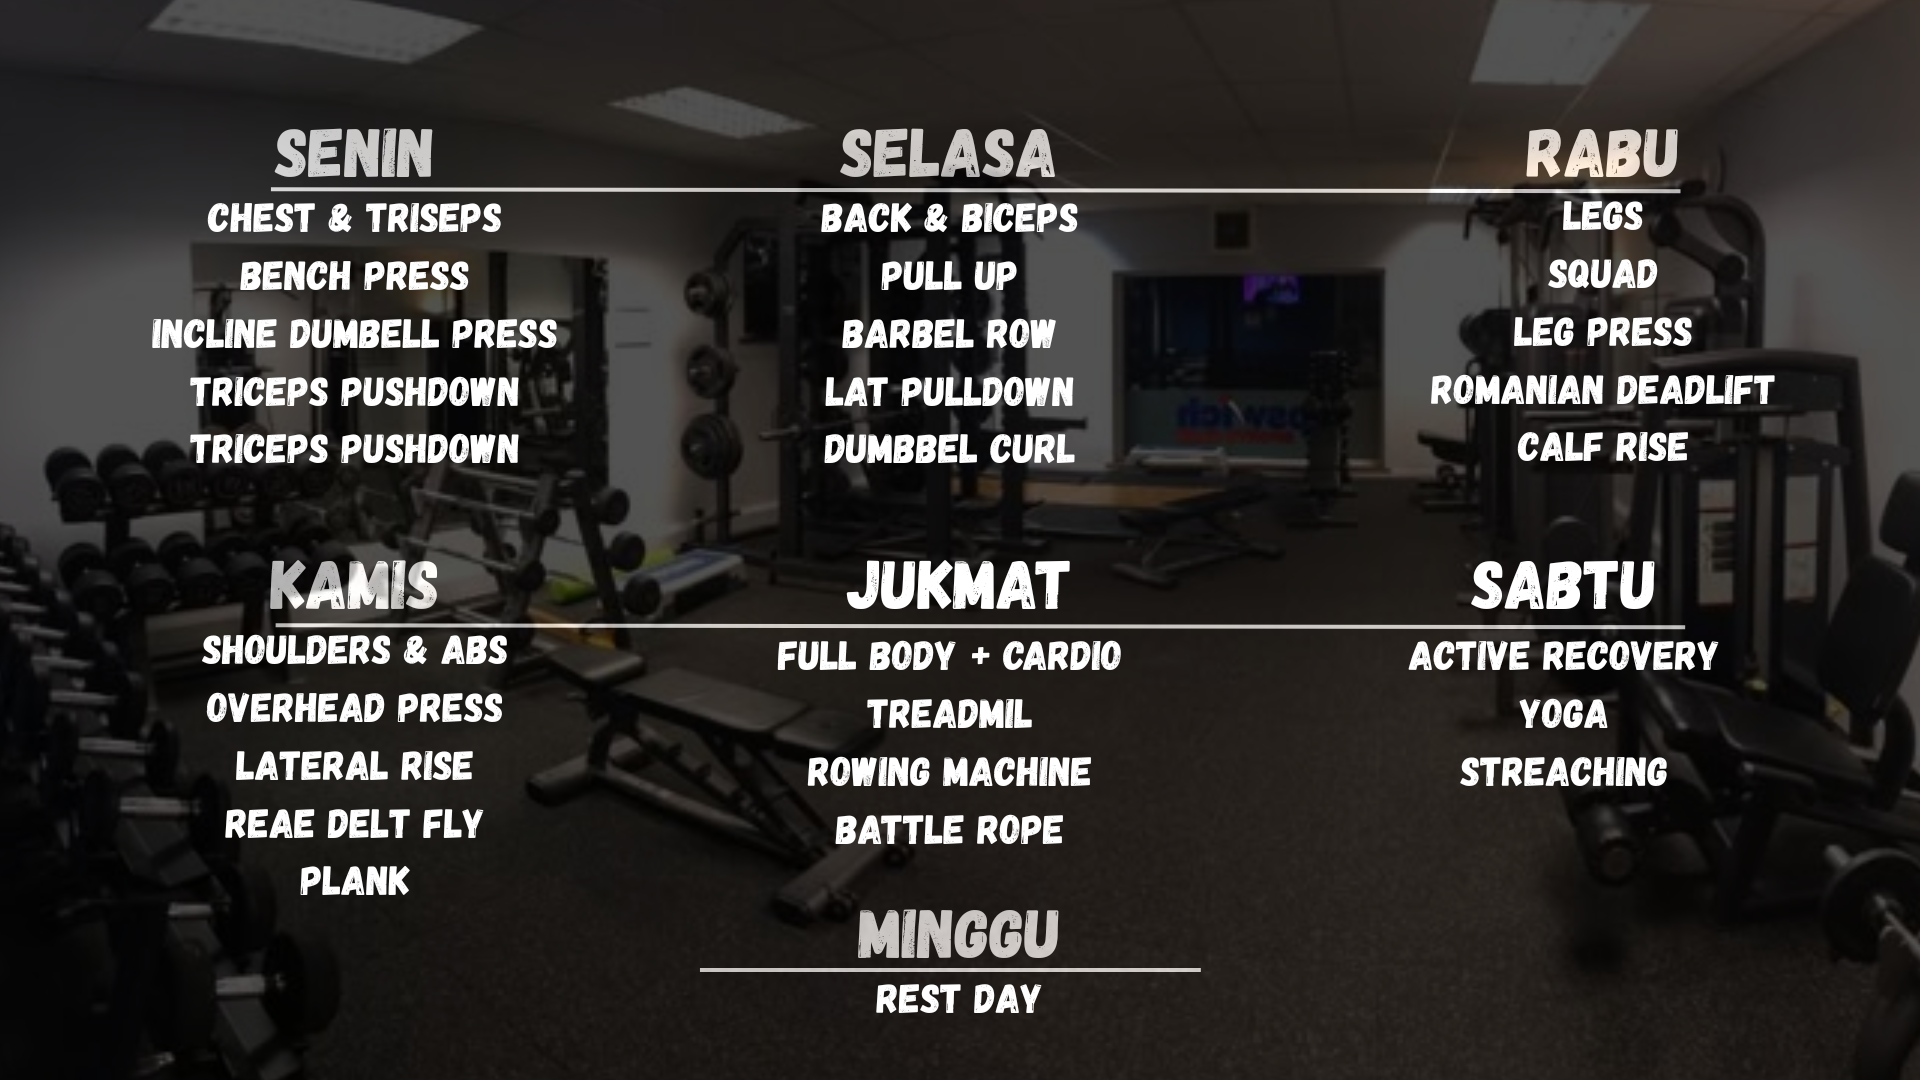 SENIN
CHEST & TRISEPS
BENCH PRESS
INCLINE DUMBELL PRESS
TRICEPS PUSHDOWN
TRICEPS PUSHDOWN
SELASA
BACK & BICEPS
PULL UP
BARBEL ROW
LAT PULLDOWN
DUMBBEL CURL
RABU
LEGS
SQUAD
LEG PRESS
ROMANIAN DEADLIFT
CALF RISE
KAMIS
SHOULDERS & ABS
OVERHEAD PRESS
LATERAL RISE
REAE DELT FLY
PLANK
JUKMAT
FULL BODY + CARDIO
TREADMIL
ROWING MACHINE
BATTLE ROPE
SABTU
ACTIVE RECOVERY
YOGA
STREACHING
MINGGU
REST DAY